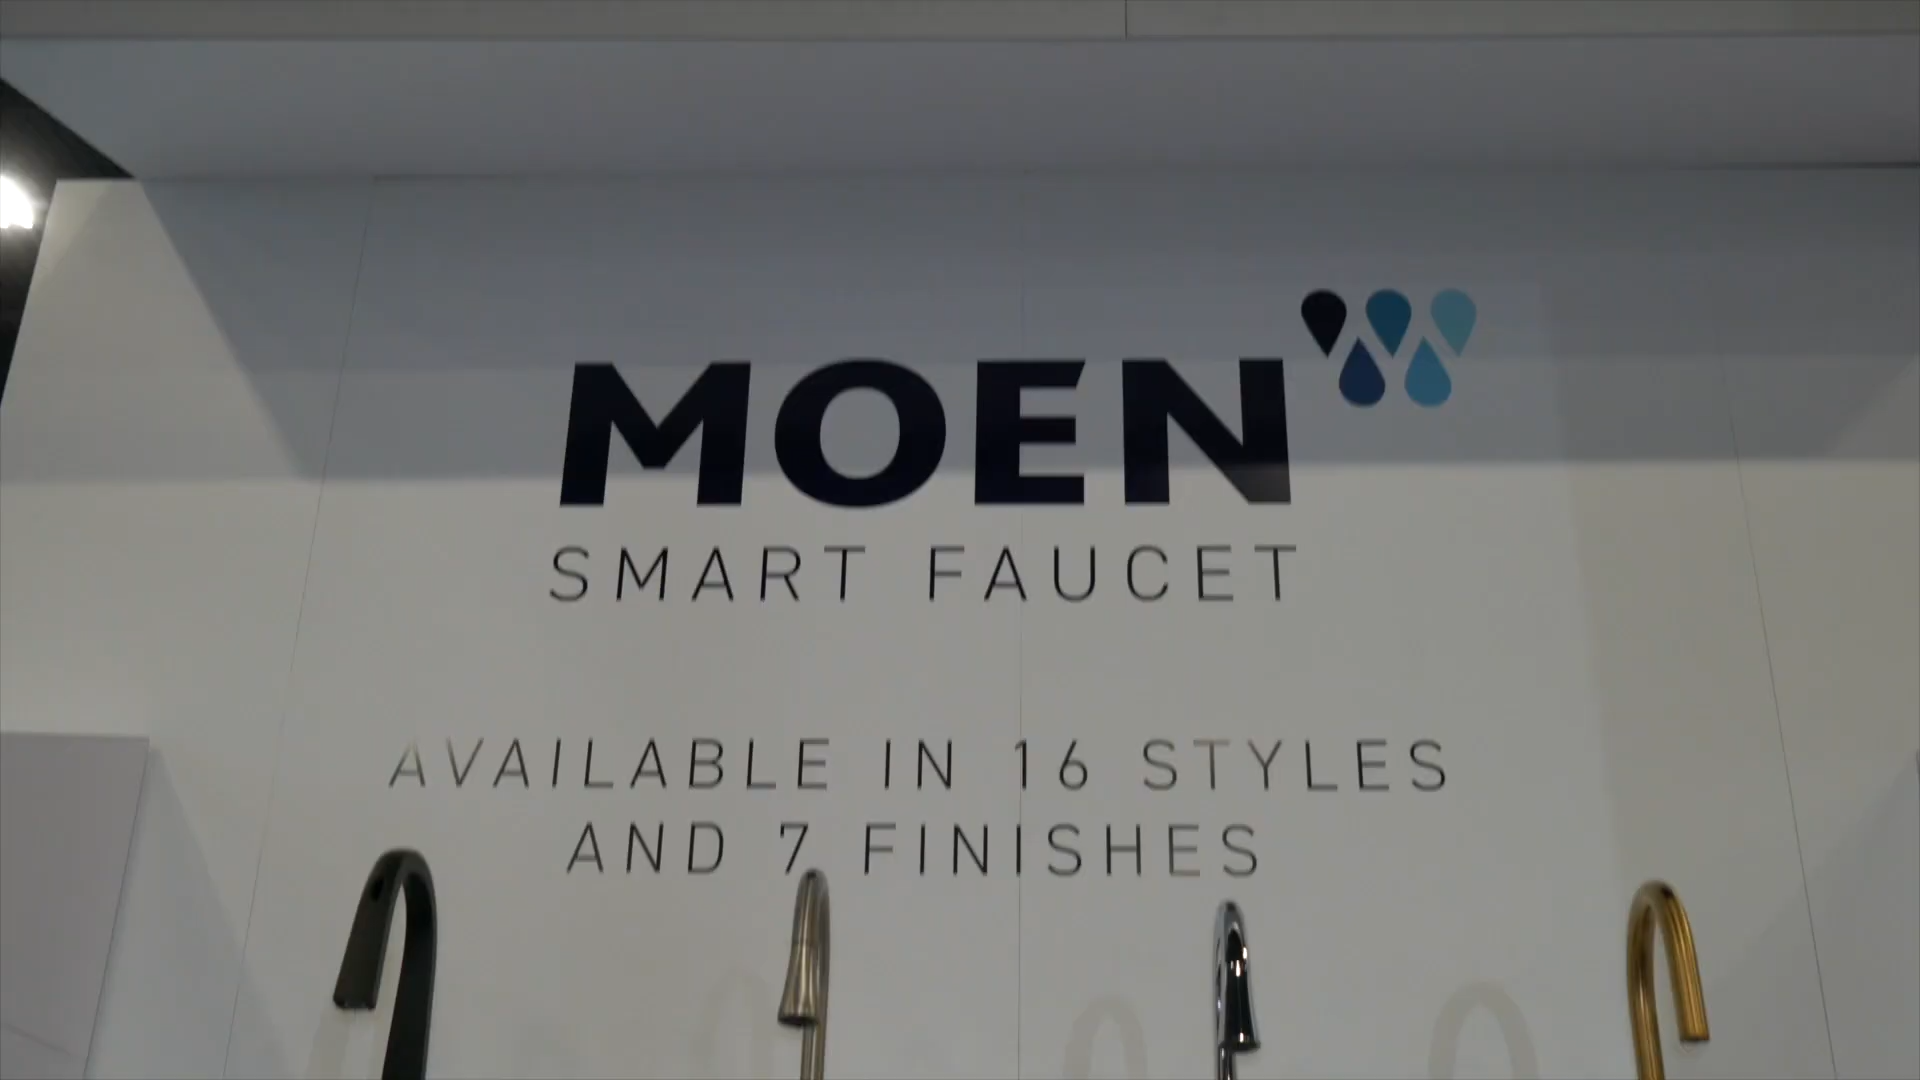 MOEN
SMART FAUCET
AVAILABLE IN 16 STYLES
AND 7 FINISHES